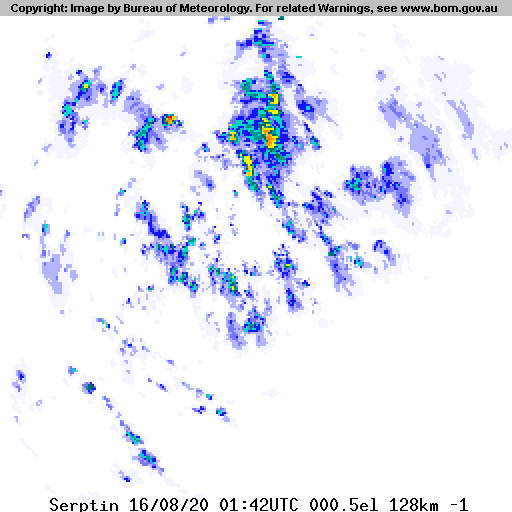 Copyright: Image by Bureau of Meteorology. For related Warnings, see www.bom.gov.au
Serptin 16/08/20 01:42UTC 000.5el 128km -1